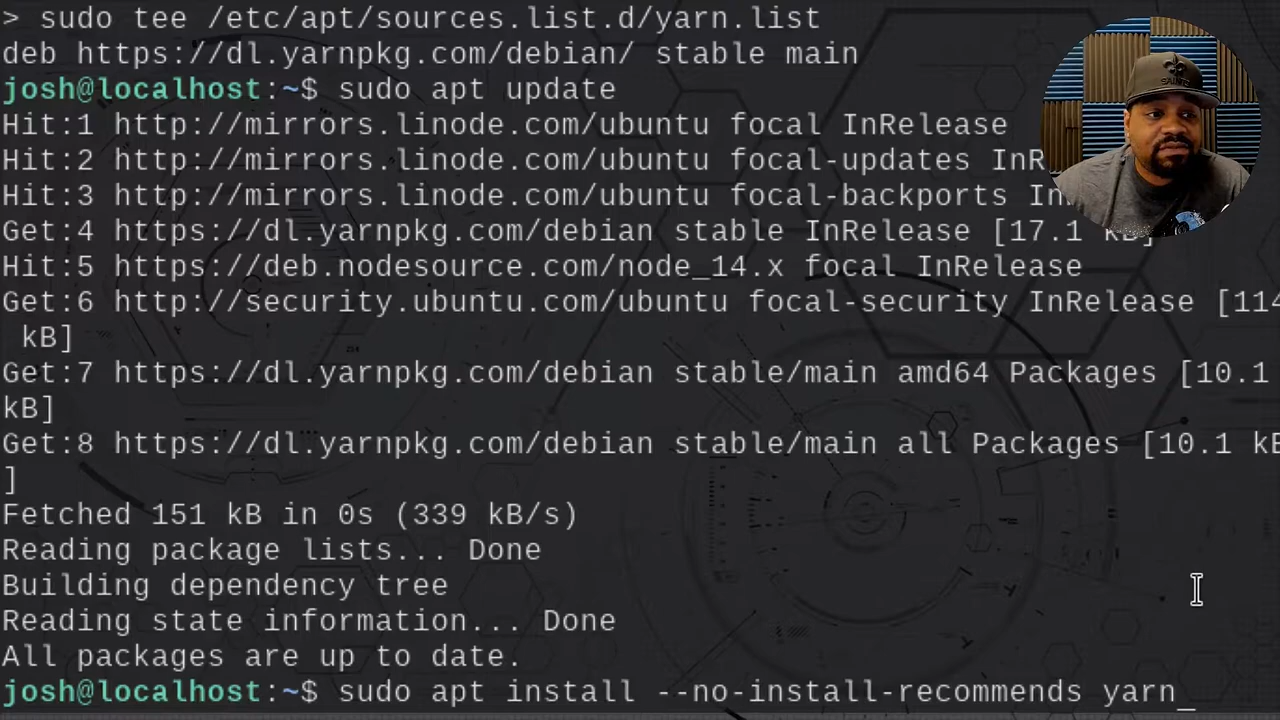 > sudo tee /etc/apt/sources.list.d/yarn.list
deb https://dl.yarnpkg.com/debian/ stable main
josh@localhost:~$ sudo apt update
Hit:1 http://mirrors.linode.com/ubuntu focal InRelease
Hit:2 http://mirrors.linode.com/ubuntu focal-updates InR
Hit:3 http://mirrors.linode.com/ubuntu focal-backports In
Get:4 https://dl.yarnpkg.com/debian stable InRelease [17.1 kB]
Hit:5 https://deb.nodesource.com/node_14.x focal InRelease
Get:6 http://security.ubuntu.com/ubuntu focal-security InRelease [114
kB]
Get:7 https://dl.yarnpkg.com/debian stable/main amd64 Packages [10.1
kB]
Get:8 https://dl.yarnpkg.com/debian stable/main all Packages [10.1 kB
]
Fetched 151 kB in 0s (339 kB/s)
Reading package lists... Done
Building dependency tree
Reading state information... Done
All packages are up to date.
josh@localhost:~$ sudo apt install --no-install-recommends yarn_